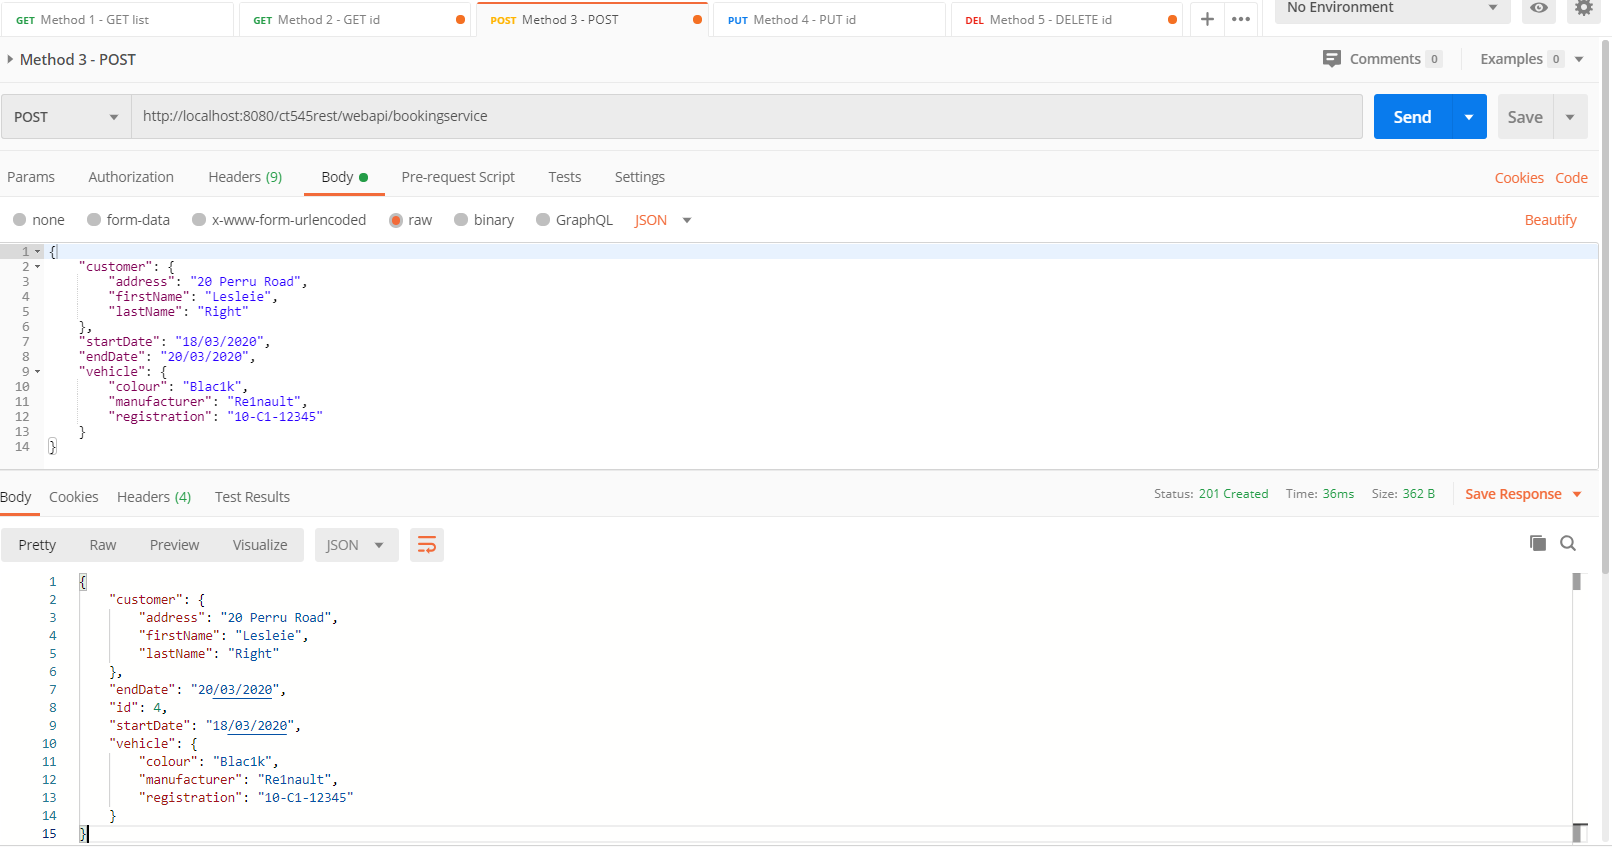 GET Method 1 - GET list GET Method 2 - GET id POST Method 3 - POST PUT Method 4 - PUT id DEL Method 5 - DELETE id + ••• No Environment
Method 3 - POST Comments 0 Examples 0
POST http://localhost:8080/ct545rest/webapi/bookingservice Send Save
Params Authorization Headers (9) Body Pre-request Script Tests Settings Cookies Code
none form-data x-www-form-urlencoded raw binary GraphQL JSON Beautify
1 {
2 "customer": {
3 "address": "20 Perru Road",
4 "firstName": "Lesleie",
5 "lastName": "Right"
6 },
7 "startDate": "18/03/2020",
8 "endDate": "20/03/2020",
9 "vehicle": {
10 "colour": "Blac1k",
11 "manufacturer": "Re1nault",
12 "registration": "10-C1-12345"
13 }
14 }
Body Cookies Headers (4) Test Results Status: 201 Created Time: 36ms Size: 362 B Save Response
Pretty Raw Preview Visualize JSON
1 {
2 "customer": {
3 "address": "20 Perru Road",
4 "firstName": "Lesleie",
5 "lastName": "Right"
6 },
7 "endDate": "20/03/2020",
8 "id": 4,
9 "startDate": "18/03/2020",
10 "vehicle": {
11 "colour": "Blac1k",
12 "manufacturer": "Re1nault",
13 "registration": "10-C1-12345"
14 }
15 }